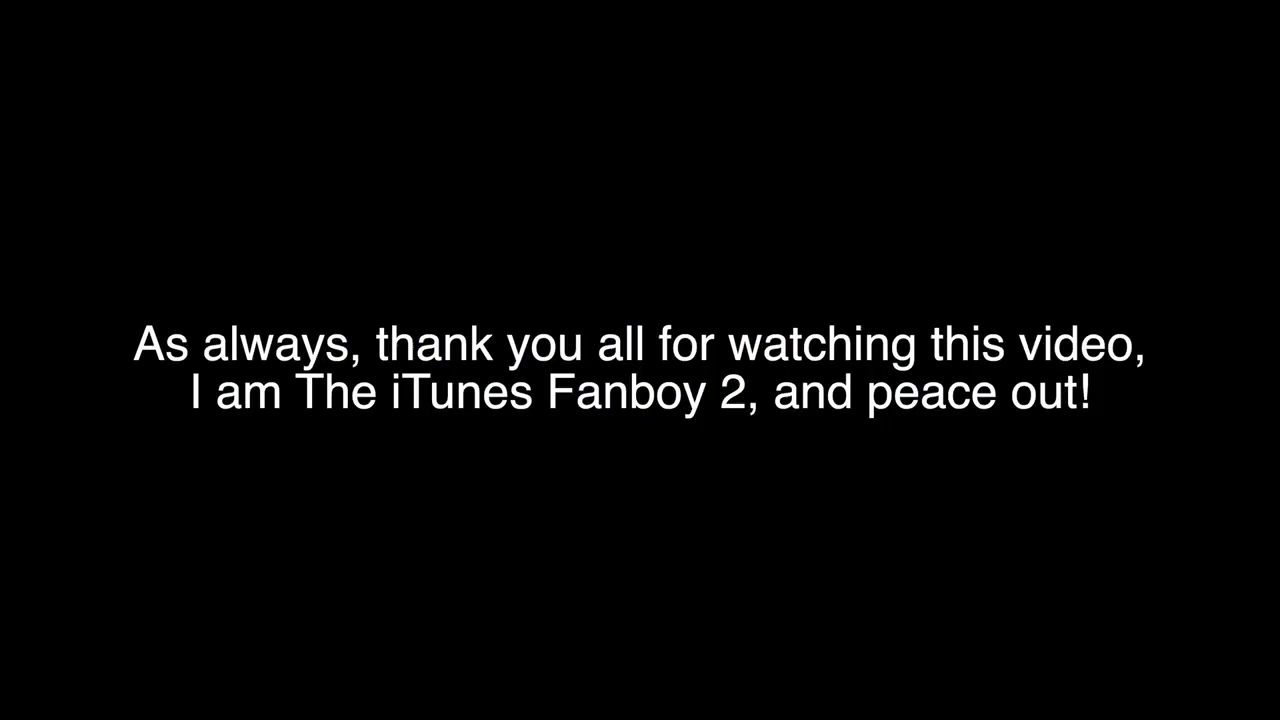 As always, thank you all for watching this video,
I am The iTunes Fanboy 2, and peace out!